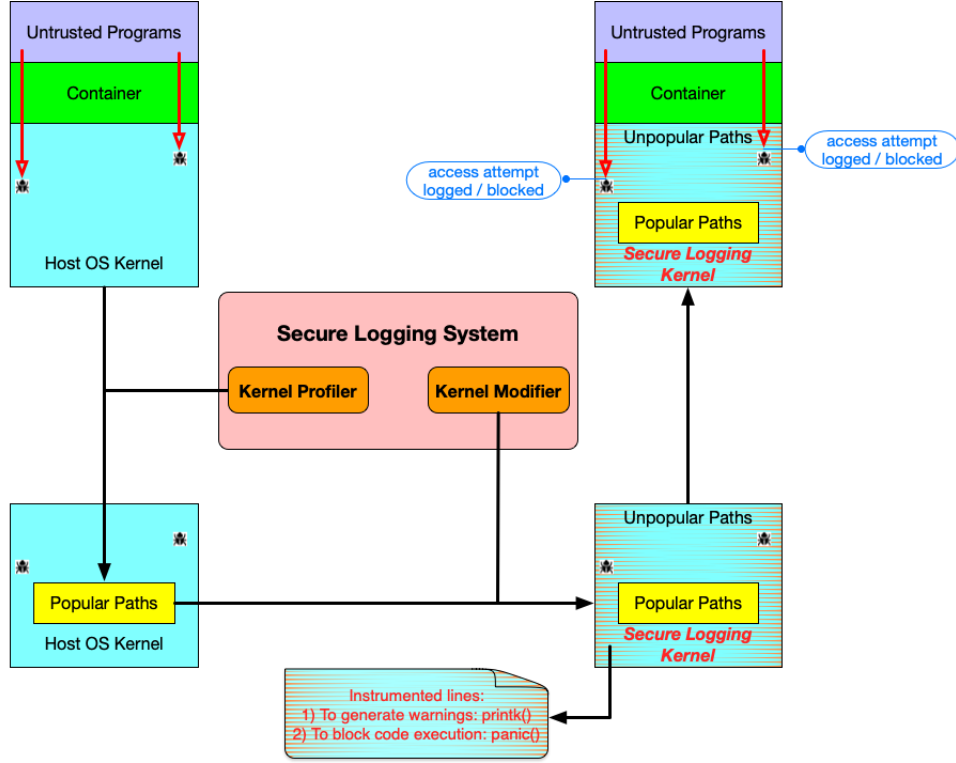 Untrusted Programs
Container
Host OS Kernel
Untrusted Programs
Container
Unpopular Paths
access attempt
logged / blocked
access attempt
logged / blocked
Popular Paths
Secure Logging
Kernel
Secure Logging System
Kernel Profiler
Kernel Modifier
Popular Paths
Host OS Kernel
Unpopular Paths
Popular Paths
Secure Logging
Kernel
Instrumented lines:
1) To generate warnings: printk()
2) To block code execution: panic()